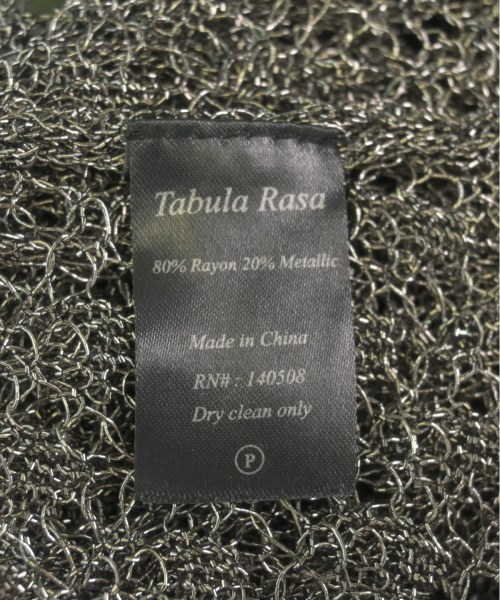 Tabula Rasa
80% Rayon 20% Metallic
Made in China
RN# : 140508
Dry clean only
P